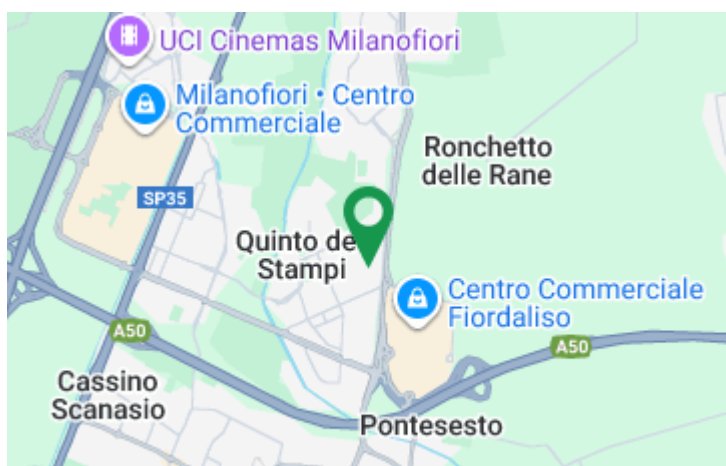 UCI Cinemas Milanofiori
Milanofiori • Centro
Commerciale
Ronchetto
delle Rane
SP35
Quinto de
Stampi
Centro Commerciale
Fiordaliso
A50
A50
Cassino
Scanasio
Pontesesto